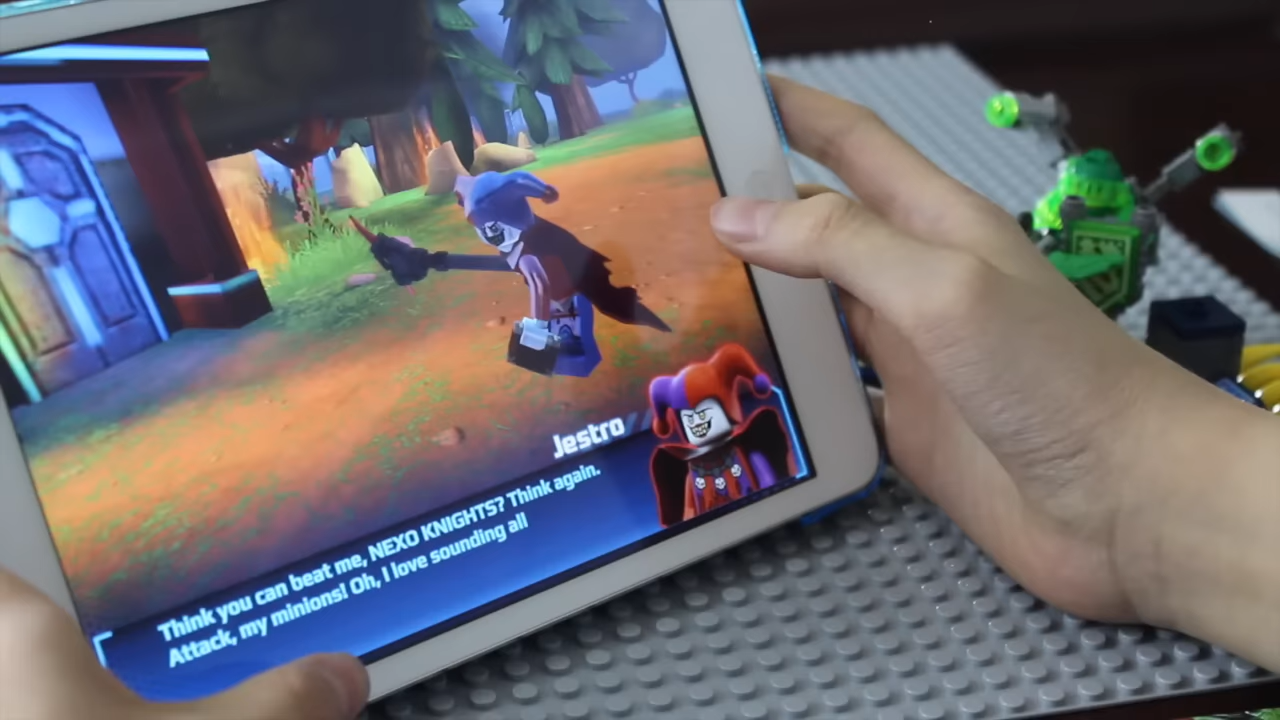 Jestro
Think you can beat me, NEXO KNIGHTS? Think again.
Attack, my minions! Oh, I love sounding all